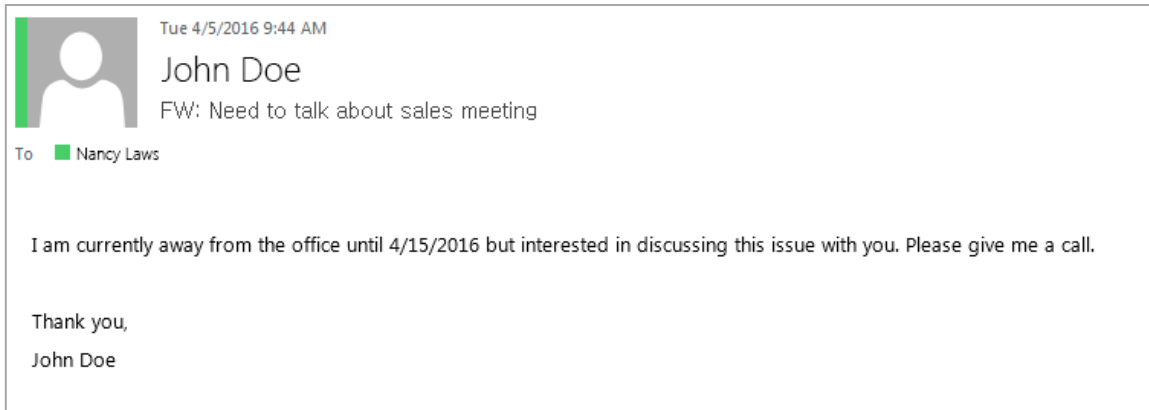 Tue 4/5/2016 9:44 AM
John Doe
FW: Need to talk about sales meeting
To Nancy Laws
I am currently away from the office until 4/15/2016 but interested in discussing this issue with you. Please give me a call.
Thank you,
John Doe